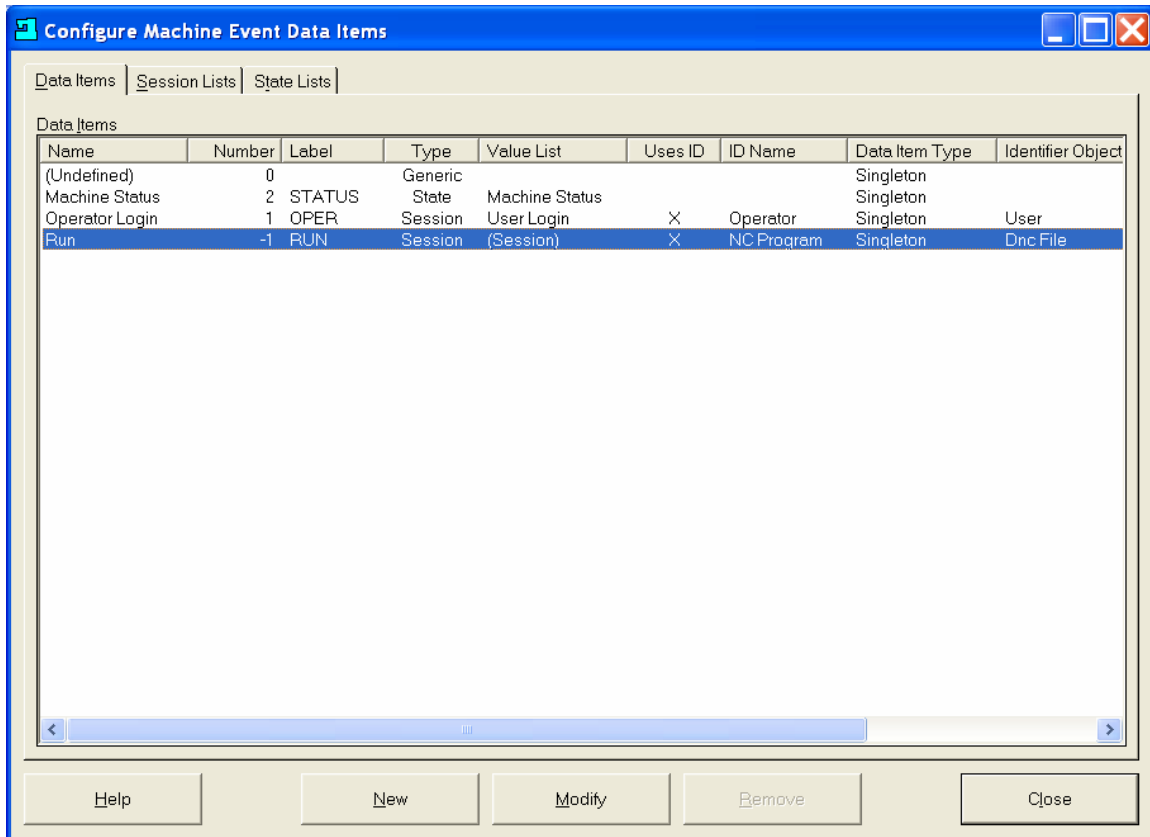 Configure Machine Event Data Items
Data Items Session Lists State Lists
Data Items
Name Number Label Type Value List Uses ID ID Name Data Item Type Identifier Object
(Undefined) 0 Generic Singleton
Machine Status 2 STATUS State Machine Status Singleton
Operator Login 1 OPER Session User Login X Operator Singleton User
Run -1 RUN Session (Session) X NC Program Singleton Dnc File
Help New Modify Remove Close